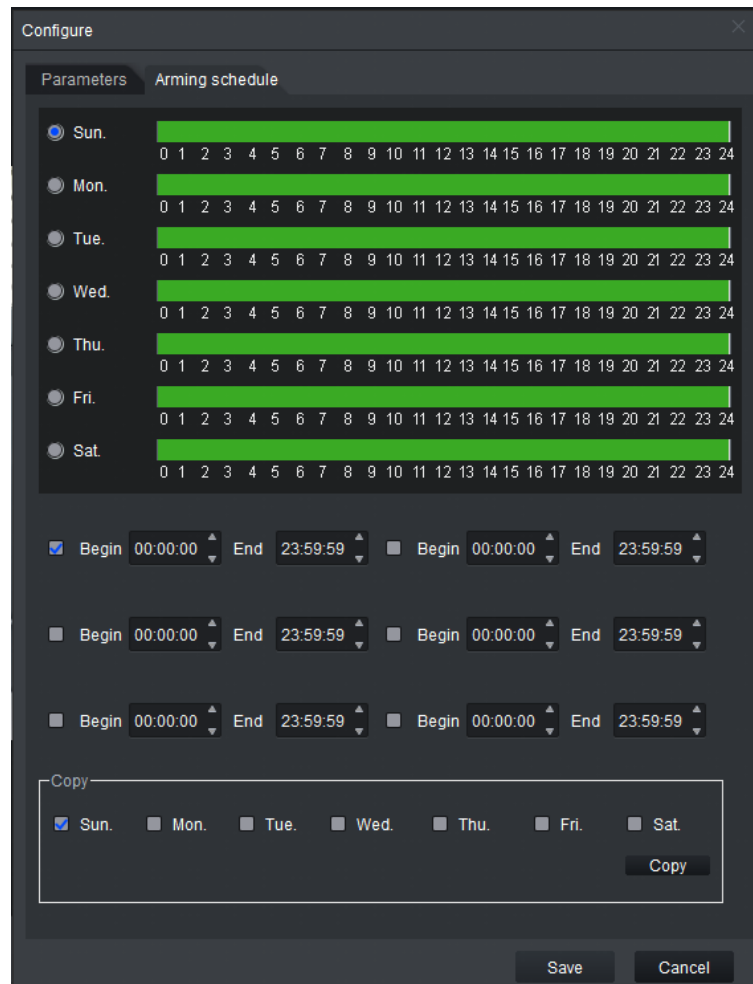 Configure
Parameters Arming schedule
Sun.
0 1 2 3 4 5 6 7 8 9 10 11 12 13 14 15 16 17 18 19 20 21 22 23 24
Mon.
0 1 2 3 4 5 6 7 8 9 10 11 12 13 14 15 16 17 18 19 20 21 22 23 24
Tue.
0 1 2 3 4 5 6 7 8 9 10 11 12 13 14 15 16 17 18 19 20 21 22 23 24
Wed.
0 1 2 3 4 5 6 7 8 9 10 11 12 13 14 15 16 17 18 19 20 21 22 23 24
Thu.
0 1 2 3 4 5 6 7 8 9 10 11 12 13 14 15 16 17 18 19 20 21 22 23 24
Fri.
0 1 2 3 4 5 6 7 8 9 10 11 12 13 14 15 16 17 18 19 20 21 22 23 24
Sat.
0 1 2 3 4 5 6 7 8 9 10 11 12 13 14 15 16 17 18 19 20 21 22 23 24
Begin 00:00:00 End 23:59:59 Begin 00:00:00 End 23:59:59
Begin 00:00:00 End 23:59:59 Begin 00:00:00 End 23:59:59
Begin 00:00:00 End 23:59:59 Begin 00:00:00 End 23:59:59
Copy
Sun. Mon. Tue. Wed. Thu. Fri. Sat.
Copy
Save Cancel